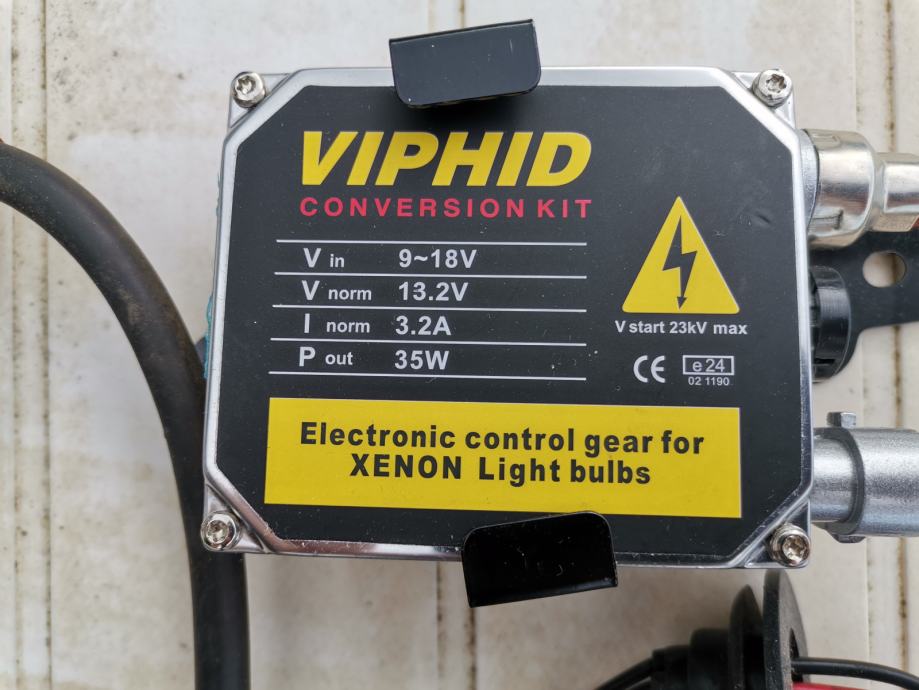 VIPHID
CONVERSION KIT
V in 9~18V
V norm 13.2V
I norm 3.2A
P out 35W
V start 23kV max
CE e 24
02 1190
Electronic control gear for
XENON Light bulbs